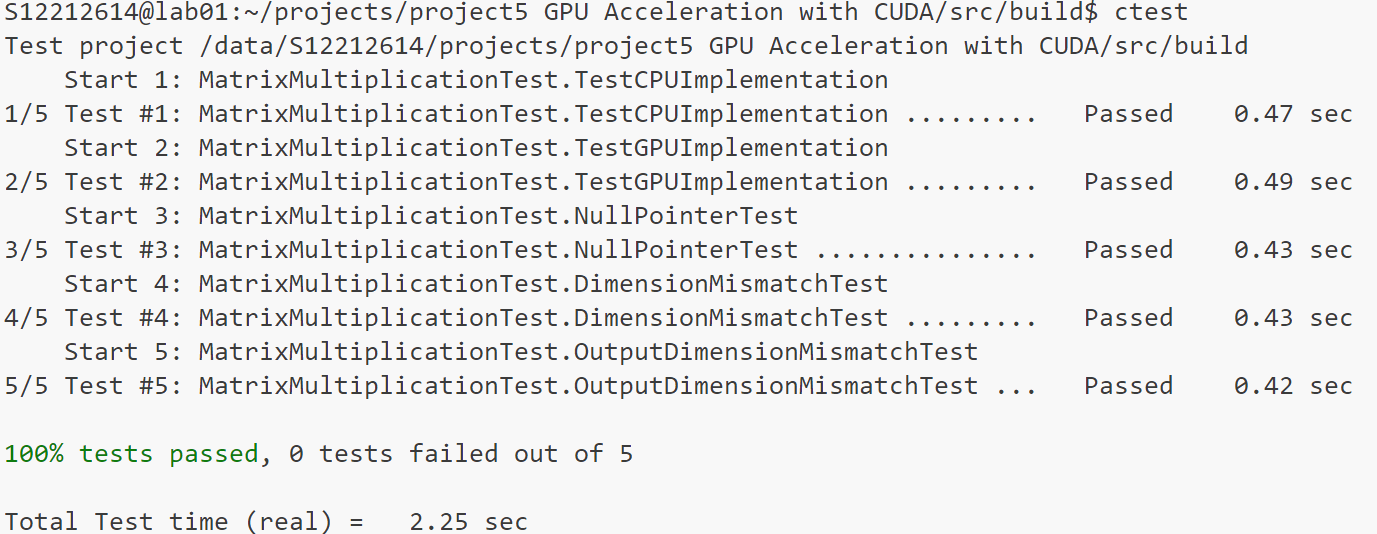 S12212614@lab01:~/projects/project5 GPU Acceleration with CUDA/src/build$ ctest
Test project /data/S12212614/projects/project5 GPU Acceleration with CUDA/src/build
    Start 1: MatrixMultiplicationTest.TestCPUImplementation
1/5 Test #1: MatrixMultiplicationTest.TestCPUImplementation .........   Passed    0.47 sec
    Start 2: MatrixMultiplicationTest.TestGPUImplementation
2/5 Test #2: MatrixMultiplicationTest.TestGPUImplementation .........   Passed    0.49 sec
    Start 3: MatrixMultiplicationTest.NullPointerTest
3/5 Test #3: MatrixMultiplicationTest.NullPointerTest ...............   Passed    0.43 sec
    Start 4: MatrixMultiplicationTest.DimensionMismatchTest
4/5 Test #4: MatrixMultiplicationTest.DimensionMismatchTest .........   Passed    0.43 sec
    Start 5: MatrixMultiplicationTest.OutputDimensionMismatchTest
5/5 Test #5: MatrixMultiplicationTest.OutputDimensionMismatchTest ...   Passed    0.42 sec

100% tests passed, 0 tests failed out of 5

Total Test time (real) =   2.25 sec